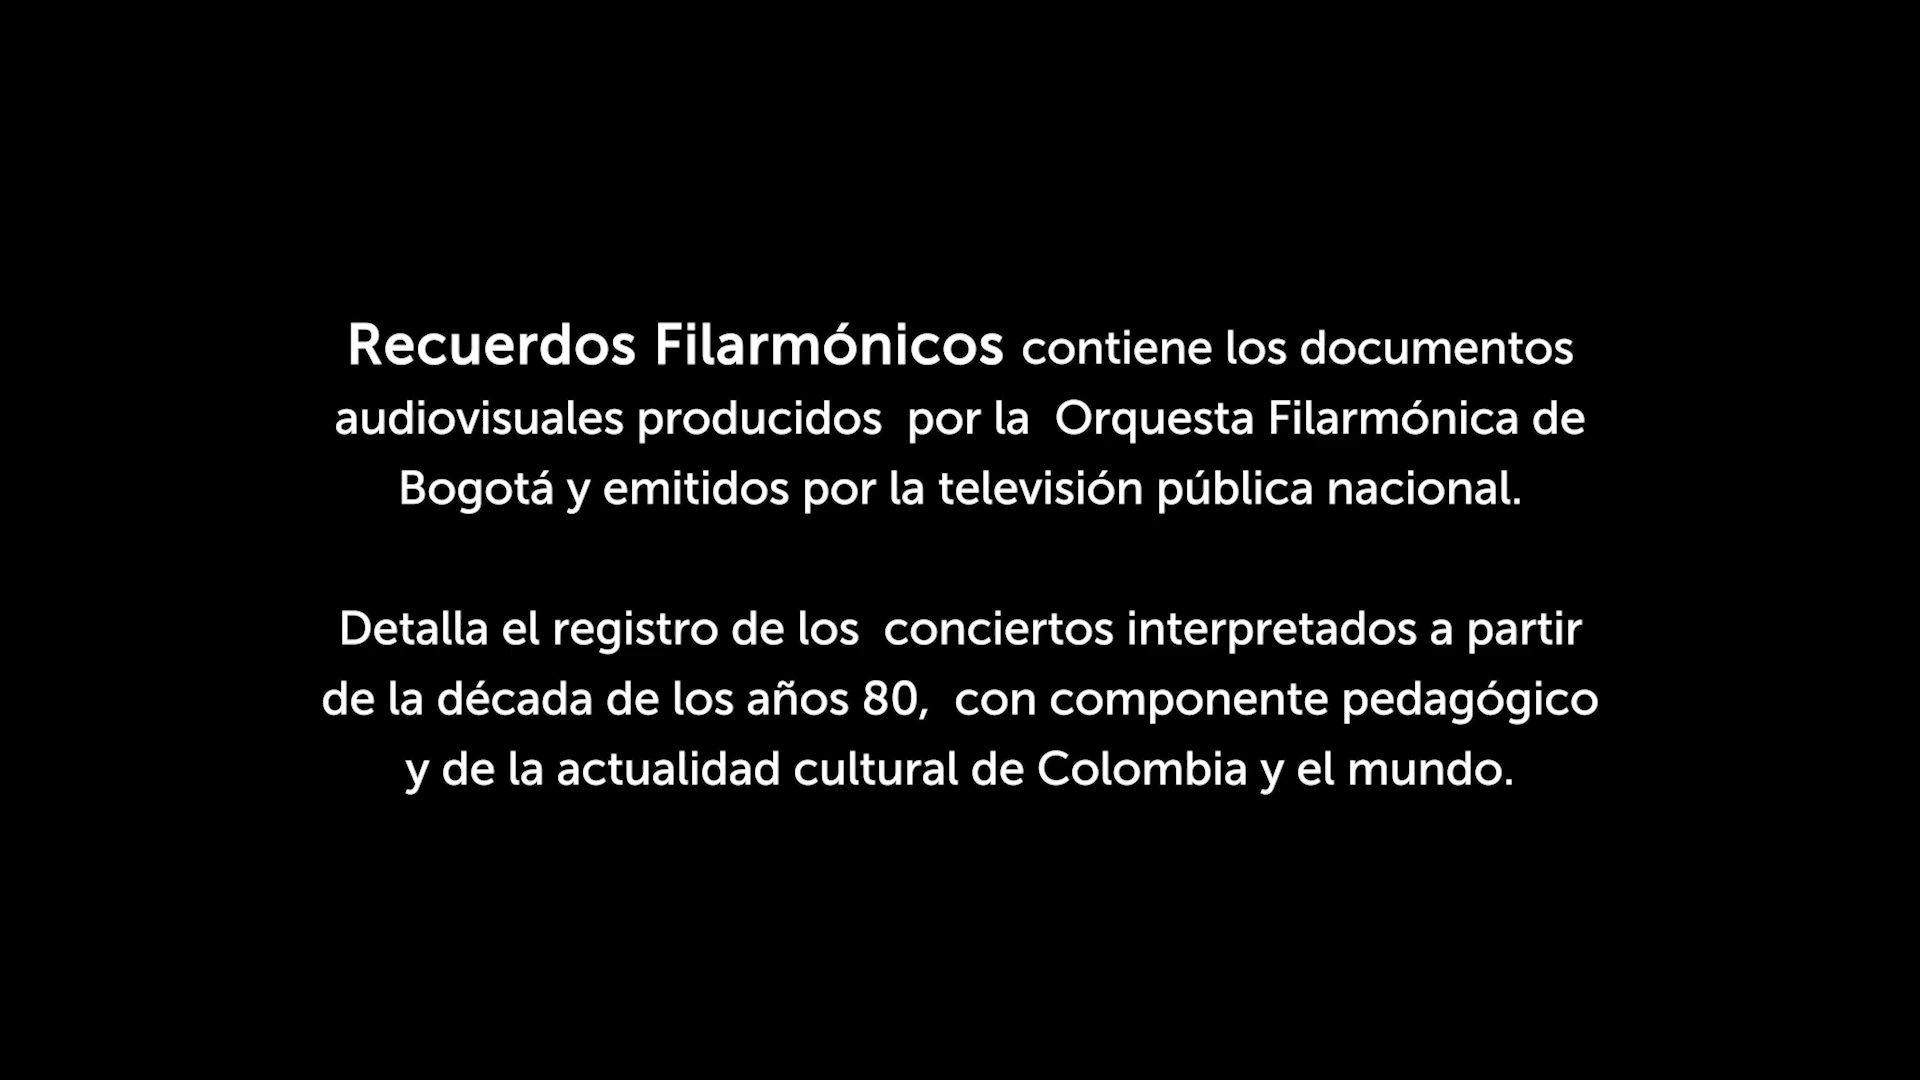 Recuerdos Filarmónicos contiene los documentos
audiovisuales producidos por la Orquesta Filarmónica de
Bogotá y emitidos por la televisión pública nacional.
Detalla el registro de los conciertos interpretados a partir
de la década de los años 80, con componente pedagógico
y de la actualidad cultural de Colombia y el mundo.